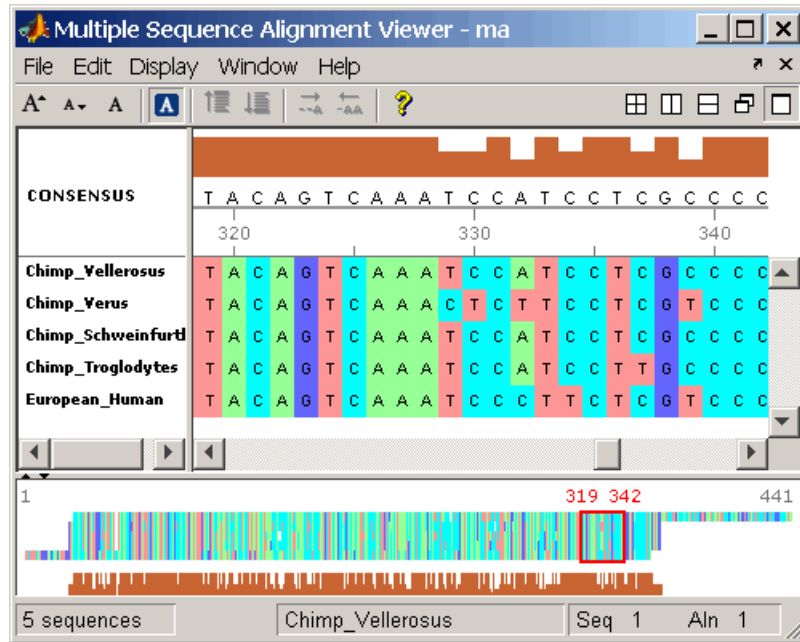 Multiple Sequence Alignment Viewer - ma
File Edit Display Window Help
A A A A --A -AA ?
CONSENSUS T A C A G T C A A A T C C A T C C T C G C C C C
320 330 340
Chimp_Vellerosus T A C A G T C A A A T C C A T C C T C G C C C C
Chimp_Verus T A C A G T C A A A C T C T T C C T C G T C C C
Chimp_Schweinfurtl T A C A G T C A A A T C C A T C C T C G C C C C
Chimp_Troglodytes T A C A G T C A A A T C C A T C C T T G C C C C
European_Human T A C A G T C A A A T C C C T T C T C G T C C C
1 319 342 441
5 sequences Chimp_Vellerosus Seq 1 Aln 1